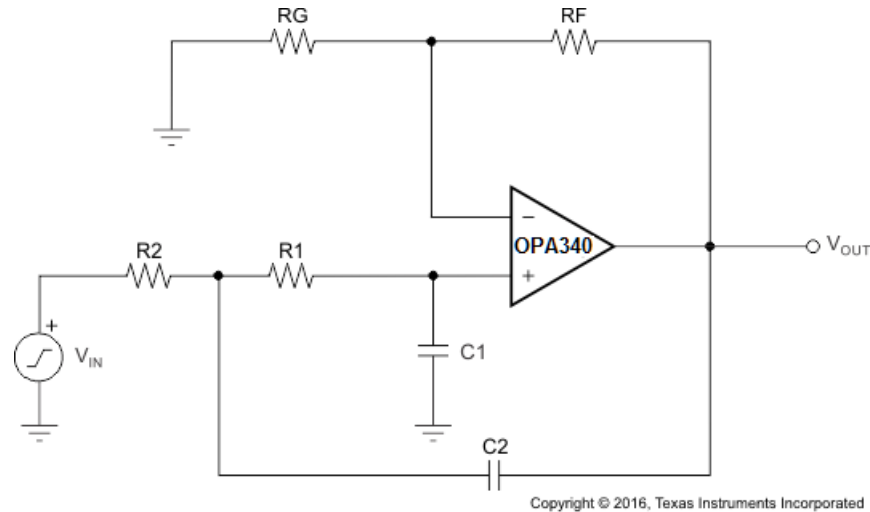 RG
RF
−
OPA340
+
VOUT
R2
R1
+
VIN
C1
C2
Copyright © 2016, Texas Instruments Incorporated